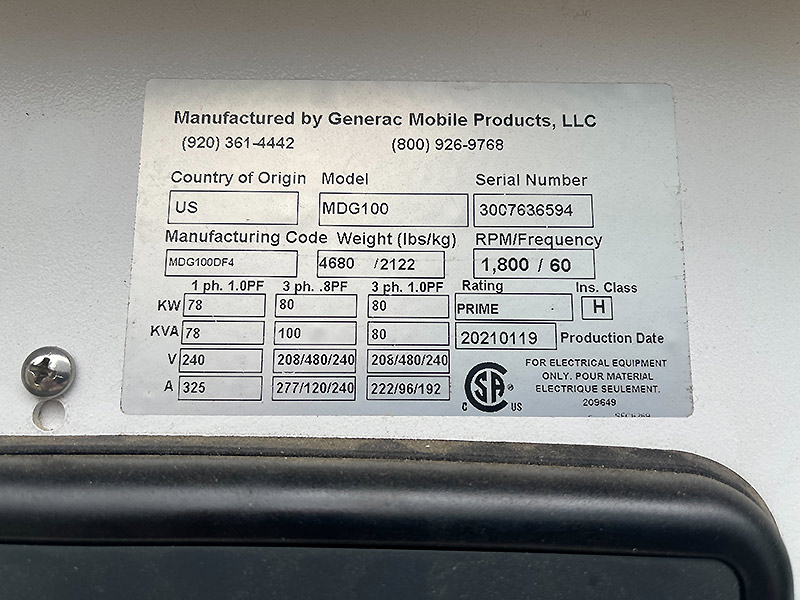 Manufactured by Generac Mobile Products, LLC
(920) 361-4442 (800) 926-9768
Country of Origin Model Serial Number
US MDG100 3007636594
Manufacturing Code Weight (lbs/kg) RPM/Frequency
MDG100DF4 4680 /2122 1,800 / 60
1 ph. 1.0PF 3 ph. .8PF 3 ph. 1.0PF Rating Ins. Class
KW 78 80 80 PRIME H
KVA 78 100 80 20210119 Production Date
V 240 208/480/240 208/480/240
A 325 277/120/240 222/96/192
C SA ® US
FOR ELECTRICAL EQUIPMENT
ONLY. POUR MATERIAL
ELECTRIQUE SEULEMENT.
209649